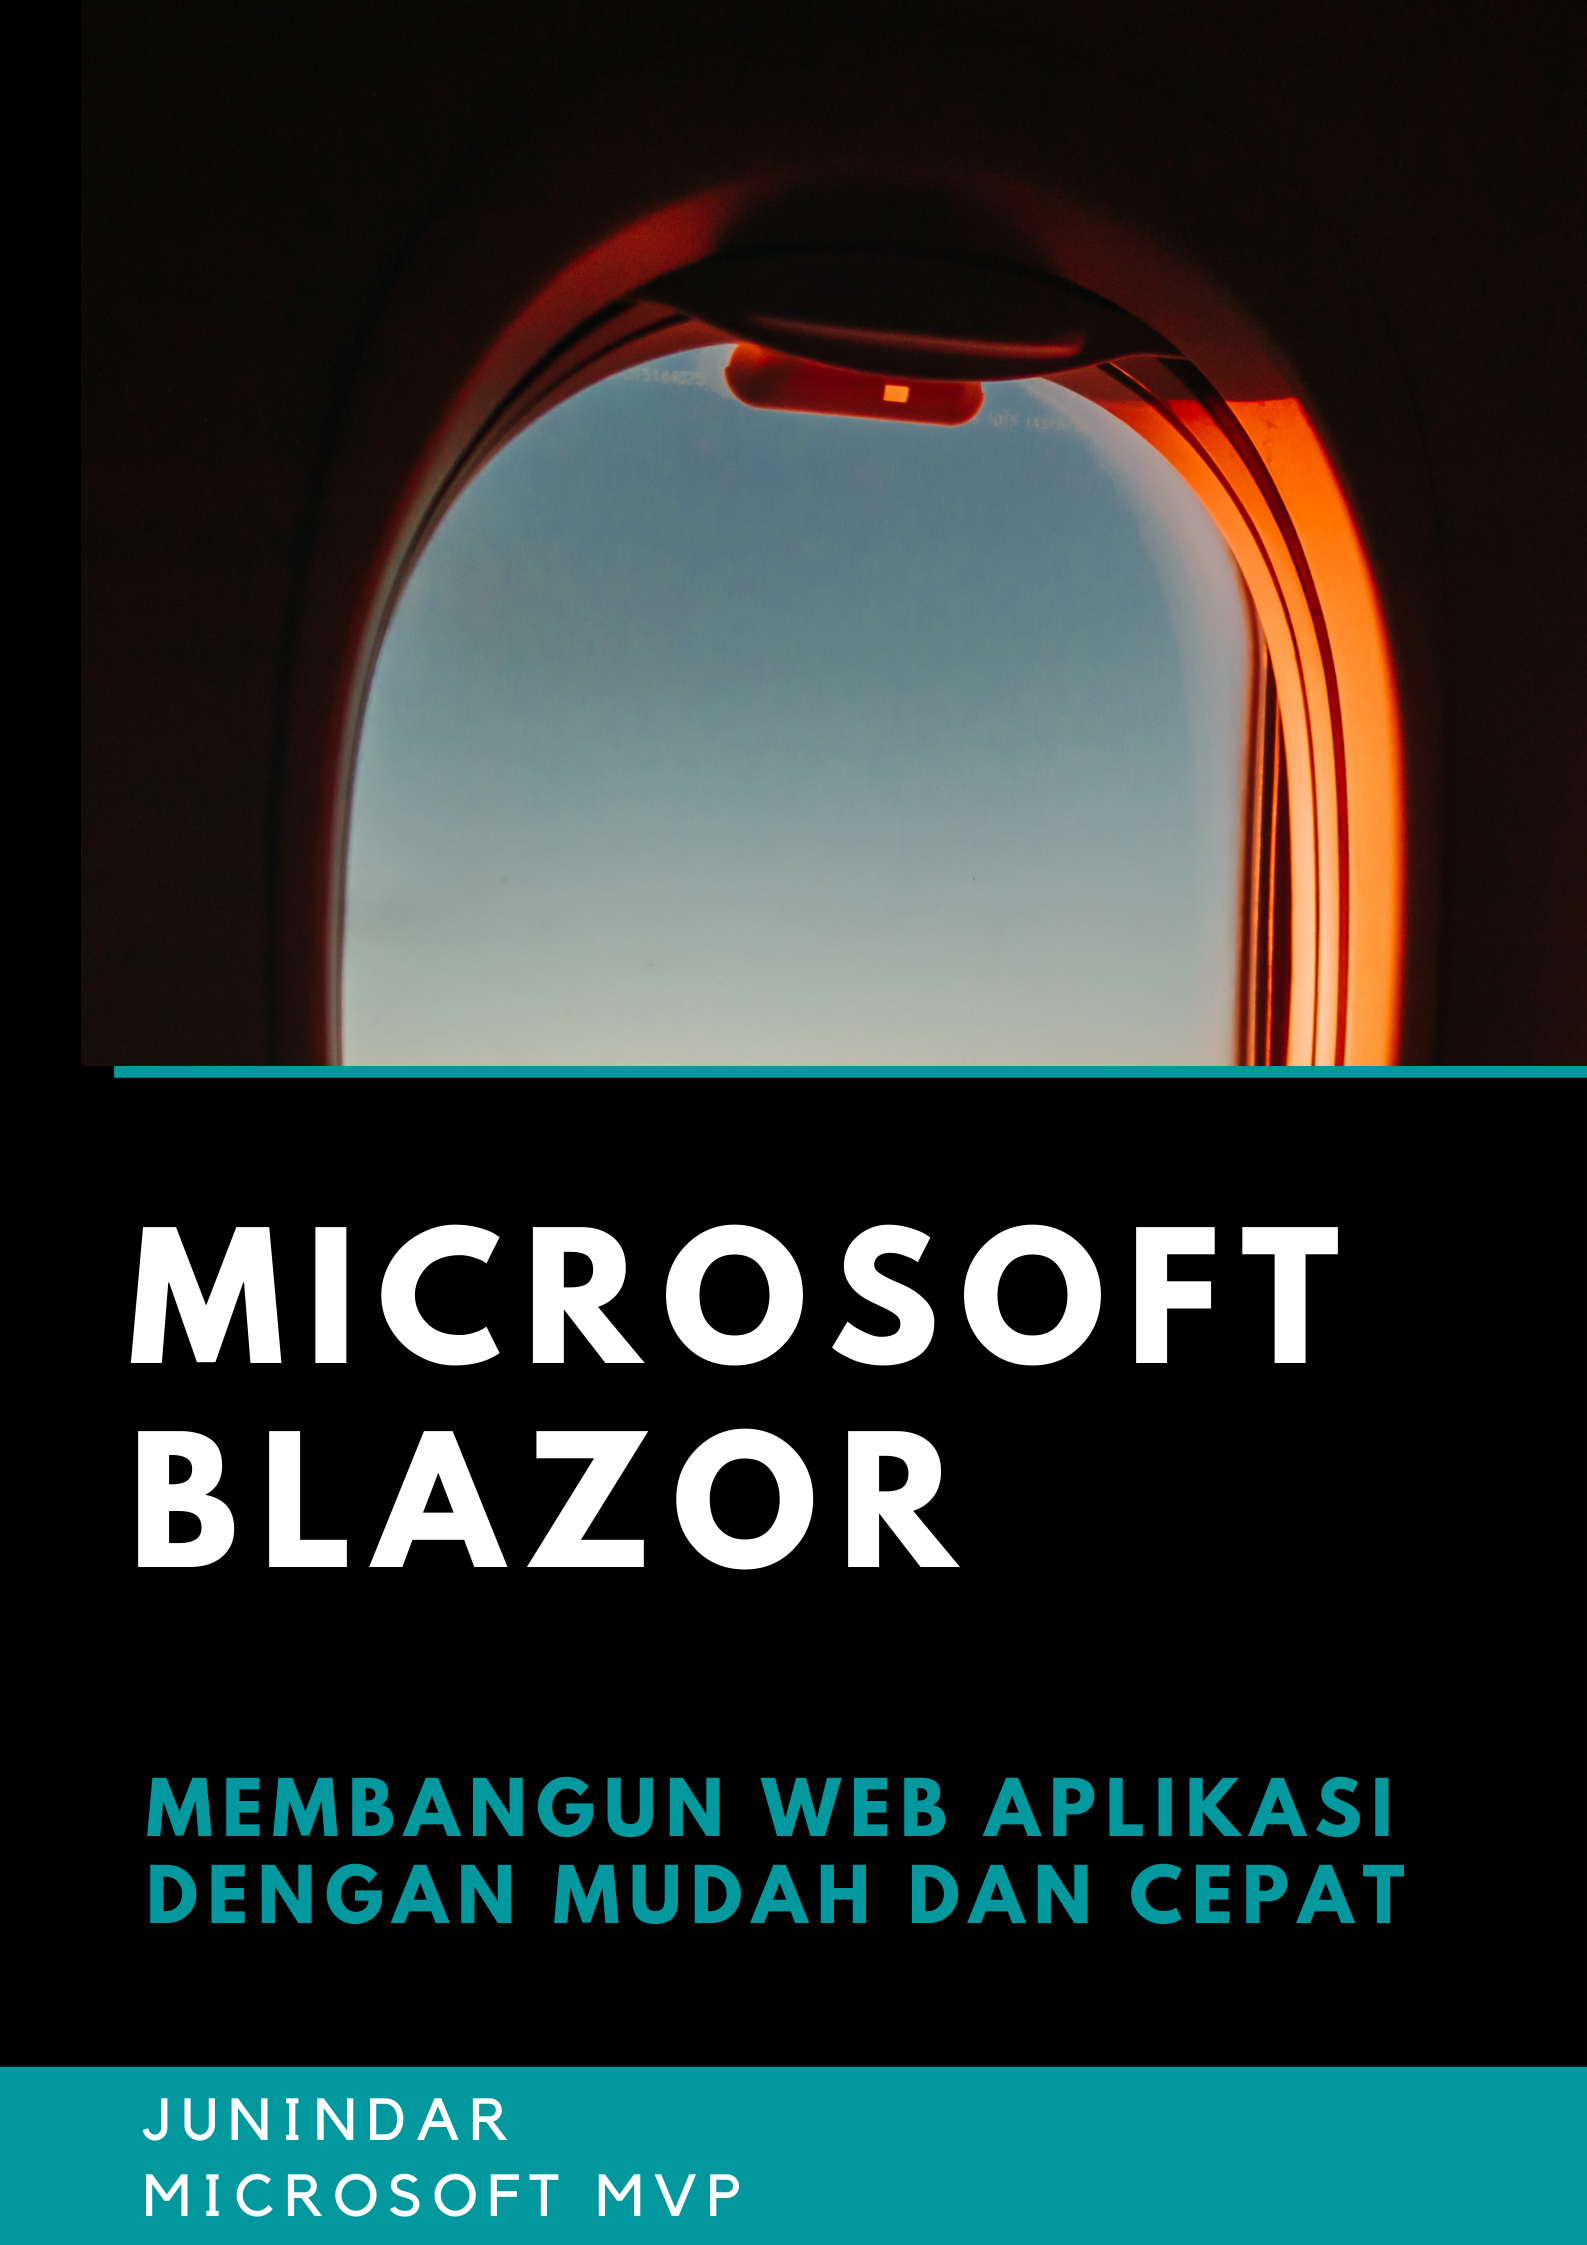 MICROSOFT
BLAZOR
MEMBANGUN WEB APLIKASI
DENGAN MUDAH DAN CEPAT
JUNINDAR
MICROSOFT MVP